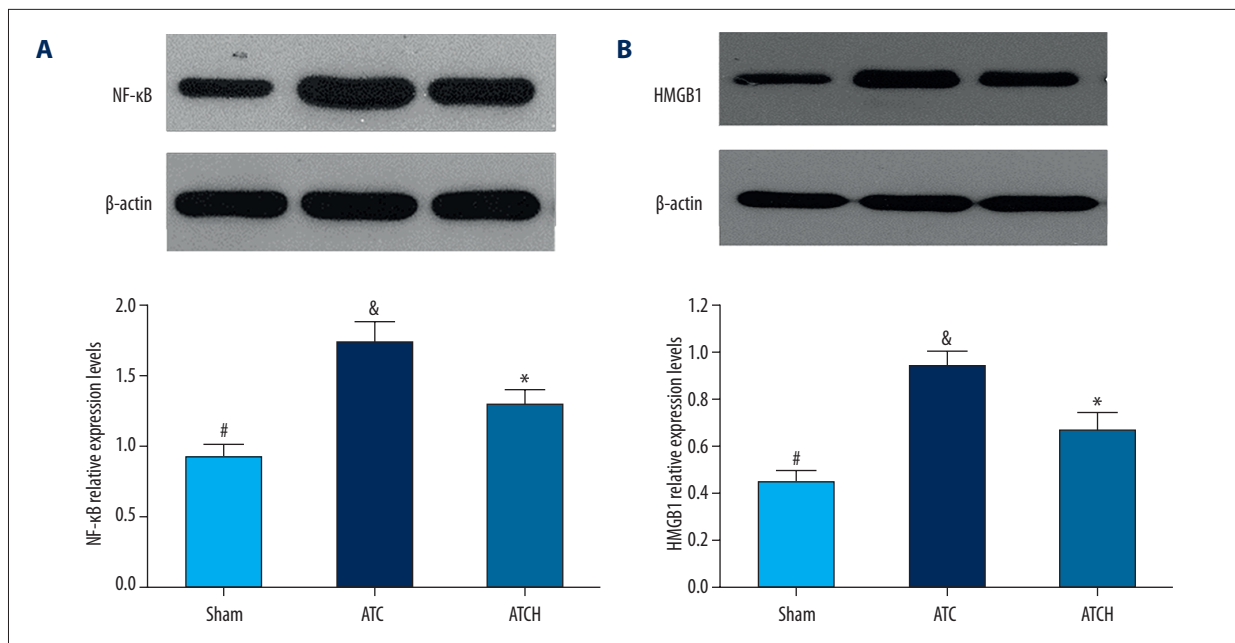 A
NF-κB
β-actin
NF-κB relative expression levels
2.0
1.5
1.0
0.5
0.0
#
&
*
Sham
ATC
ATCH
B
HMGB1
β-actin
HMGB1 relative expression levels
1.2
1.0
0.8
0.6
0.4
0.2
0.0
#
&
*
Sham
ATC
ATCH